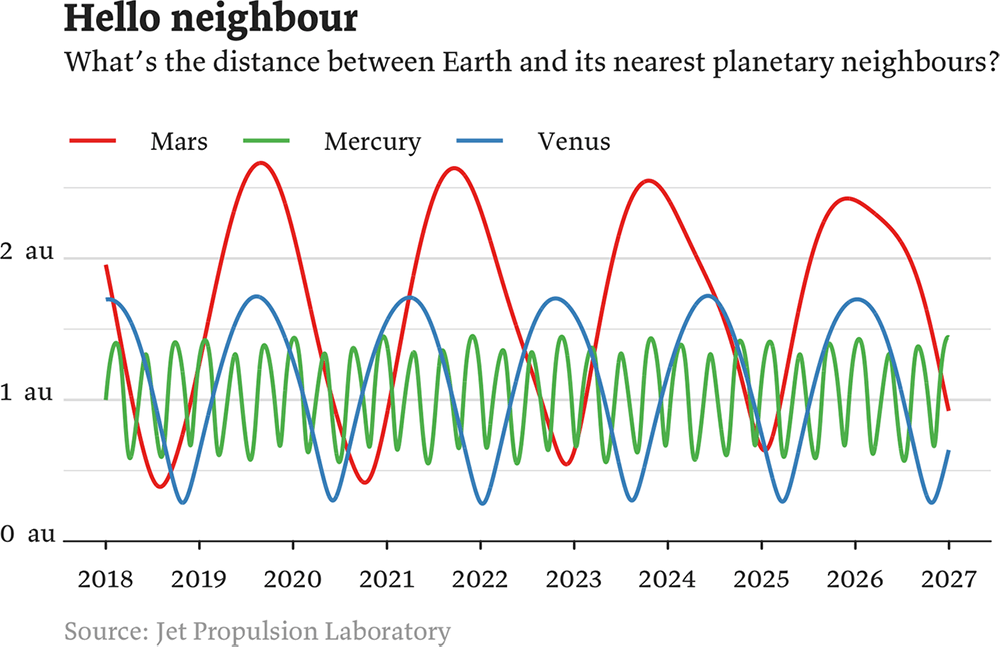 Hello neighbour
What's the distance between Earth and its nearest planetary neighbours?
Mars Mercury Venus
2 au
1 au
0 au
2018 2019 2020 2021 2022 2023 2024 2025 2026 2027
Source: Jet Propulsion Laboratory